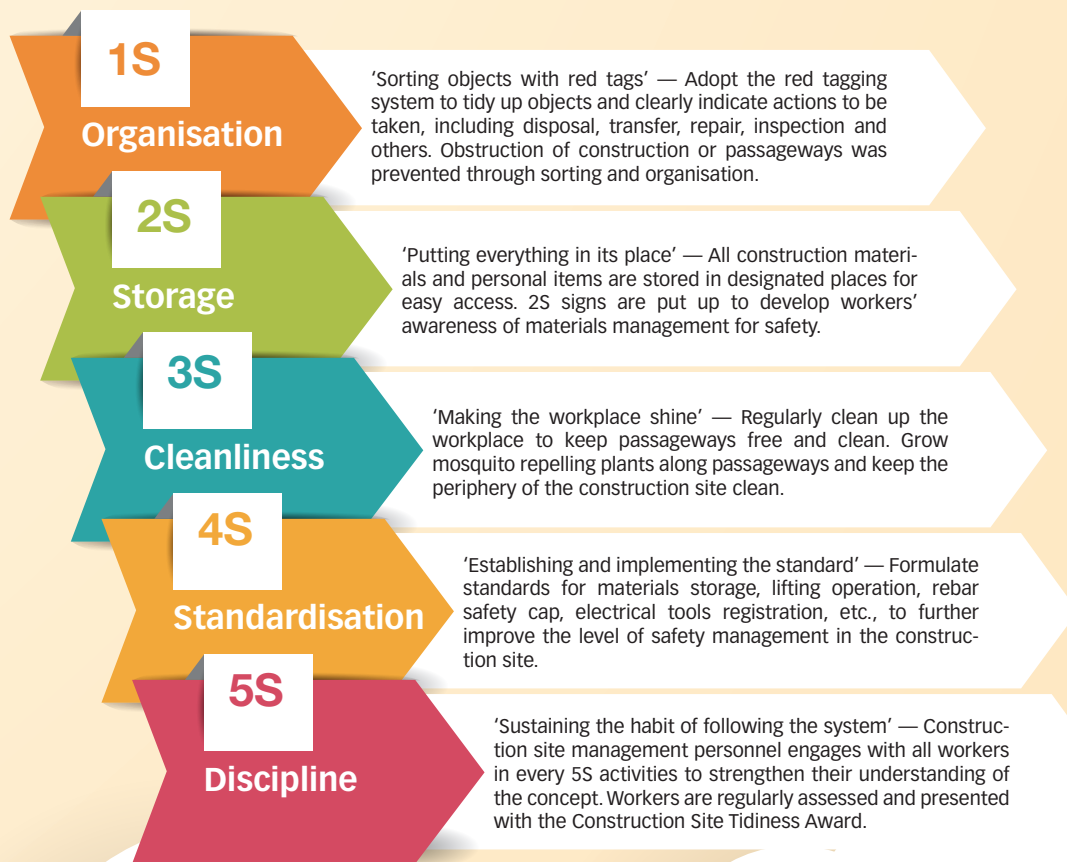 1S
Organisation
‘Sorting objects with red tags’ — Adopt the red tagging
system to tidy up objects and clearly indicate actions to be
taken, including disposal, transfer, repair, inspection and
others. Obstruction of construction or passageways was
prevented through sorting and organisation.
2S
Storage
‘Putting everything in its place’ — All construction materi-
als and personal items are stored in designated places for
easy access. 2S signs are put up to develop workers’
awareness of materials management for safety.
3S
Cleanliness
‘Making the workplace shine’ — Regularly clean up the
workplace to keep passageways free and clean. Grow
mosquito repelling plants along passageways and keep the
periphery of the construction site clean.
4S
Standardisation
‘Establishing and implementing the standard’ — Formulate
standards for materials storage, lifting operation, rebar
safety cap, electrical tools registration, etc., to further
improve the level of safety management in the construc-
tion site.
5S
Discipline
‘Sustaining the habit of following the system’ — Construc-
tion site management personnel engages with all workers
in every 5S activities to strengthen their understanding of
the concept. Workers are regularly assessed and presented
with the Construction Site Tidiness Award.